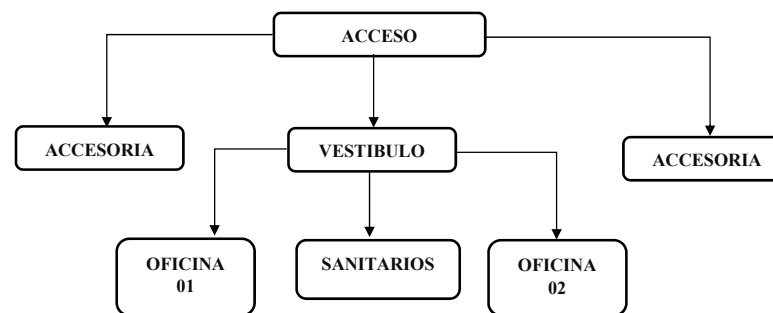 ACCESO
ACCESORIA
VESTIBULO
ACCESORIA
OFICINA
01
SANITARIOS
OFICINA
02